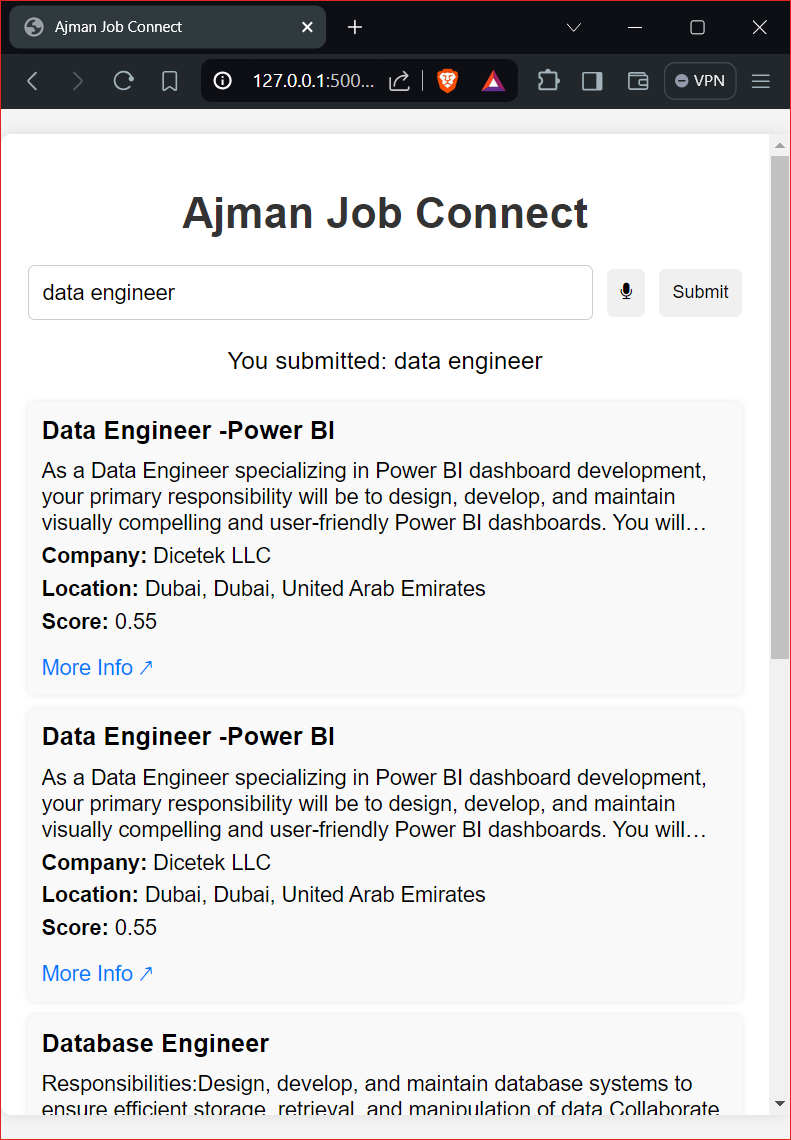 Ajman Job Connect
127.0.0.1:500...
VPN
Ajman Job Connect
data engineer
Submit
You submitted: data engineer
Data Engineer -Power BI
As a Data Engineer specializing in Power BI dashboard development,
your primary responsibility will be to design, develop, and maintain
visually compelling and user-friendly Power BI dashboards. You will…
Company: Dicetek LLC
Location: Dubai, Dubai, United Arab Emirates
Score: 0.55
More Info ↗
Data Engineer -Power BI
As a Data Engineer specializing in Power BI dashboard development,
your primary responsibility will be to design, develop, and maintain
visually compelling and user-friendly Power BI dashboards. You will…
Company: Dicetek LLC
Location: Dubai, Dubai, United Arab Emirates
Score: 0.55
More Info ↗
Database Engineer
Responsibilities:Design, develop, and maintain database systems to
ensure efficient storage, retrieval, and manipulation of data.Collaborate